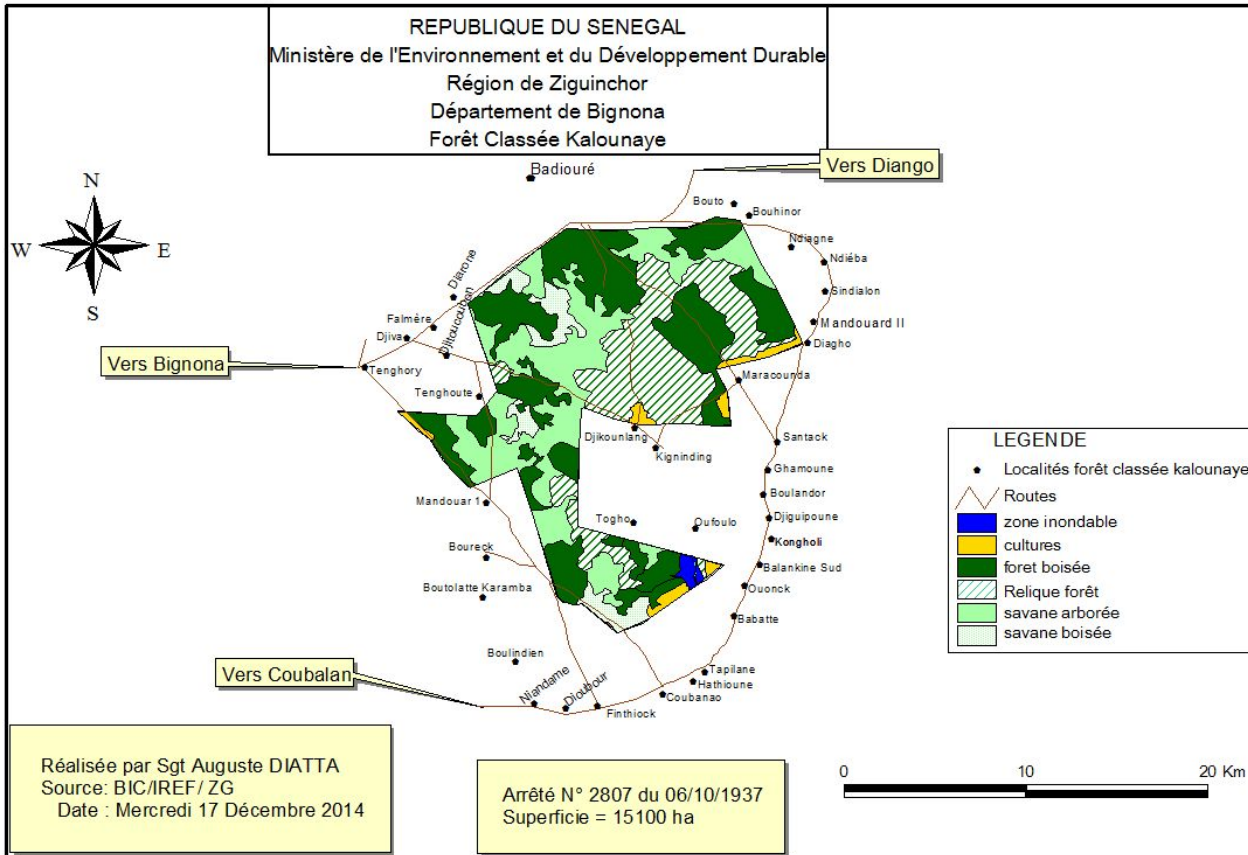 REPUBLIQUE DU SENEGAL
Ministère de l'Environnement et du Développement Durable
Région de Ziguinchor
Département de Bignona
Forêt Classée Kalounaye
Badiouré
Vers Diango
N
W
E
S
Bouto
Bouhinor
Ndiagne
Ndiéba
Sindialon
Mandouard II
Diagho
Diarone
Falmère
Djiva
Djitoucouban
Vers Bignona
Tenghory
Tenghoute
Maracounda
Djikounlang
Kigninding
Santack
Ghamoune
Boulandor
Djiguipoune
Kongholi
Balankine Sud
Ouonck
Babatte
Mandouar 1
Togho
Oufoulo
Boureck
Boutolatte Karamba
Boulindien
Vers Coubalan
Niandame
Dioubour
Finthiock
Coubanao
Hathioune
Tapilane
LEGENDE
Localités forêt classée kalounaye
Routes
zone inondable
cultures
foret boisée
Relique forêt
savane arborée
savane boisée
Réalisée par Sgt Auguste DIATTA
Source: BIC/IREF/ ZG
Date : Mercredi 17 Décembre 2014
Arrêté N° 2807 du 06/10/1937
Superficie = 15100 ha
0 10 20 Km